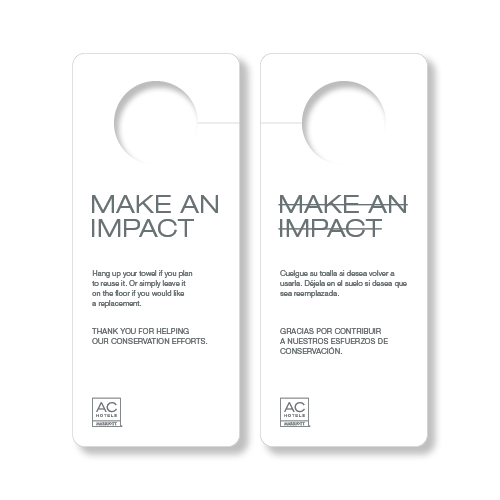 MAKE AN
IMPACT
Hang up your towel if you plan
to reuse it. Or simply leave it
on the floor if you would like
a replacement.
THANK YOU FOR HELPING
OUR CONSERVATION EFFORTS.
AC
HOTELS
MARRIOTT
MAKE AN
IMPACT
Cuelgue su toalla si desea volver a
usarla. Déjela en el suelo si desea que
sea reemplazada.
GRACIAS POR CONTRIBUIR
A NUESTROS ESFUERZOS DE
CONSERVACIÓN.
AC
HOTELS
MARRIOTT